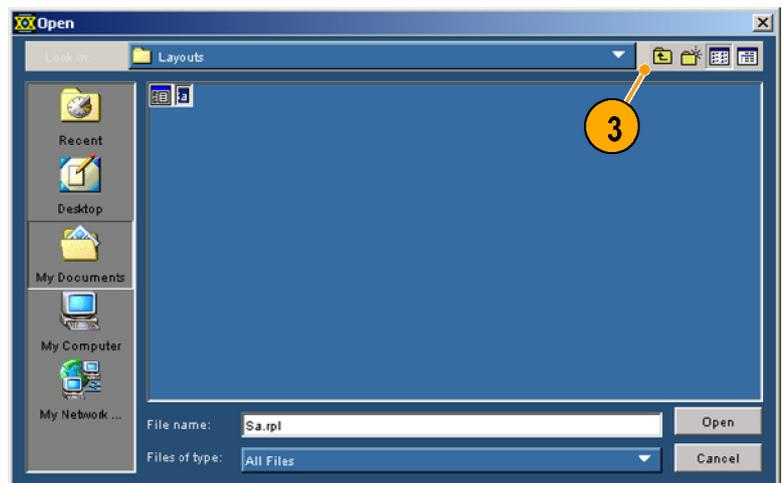 Open
Look in:
Layouts
3
Recent
Desktop
My Documents
My Computer
My Network ...
File name:
Sa.rpl
Open
Files of type:
All Files
Cancel